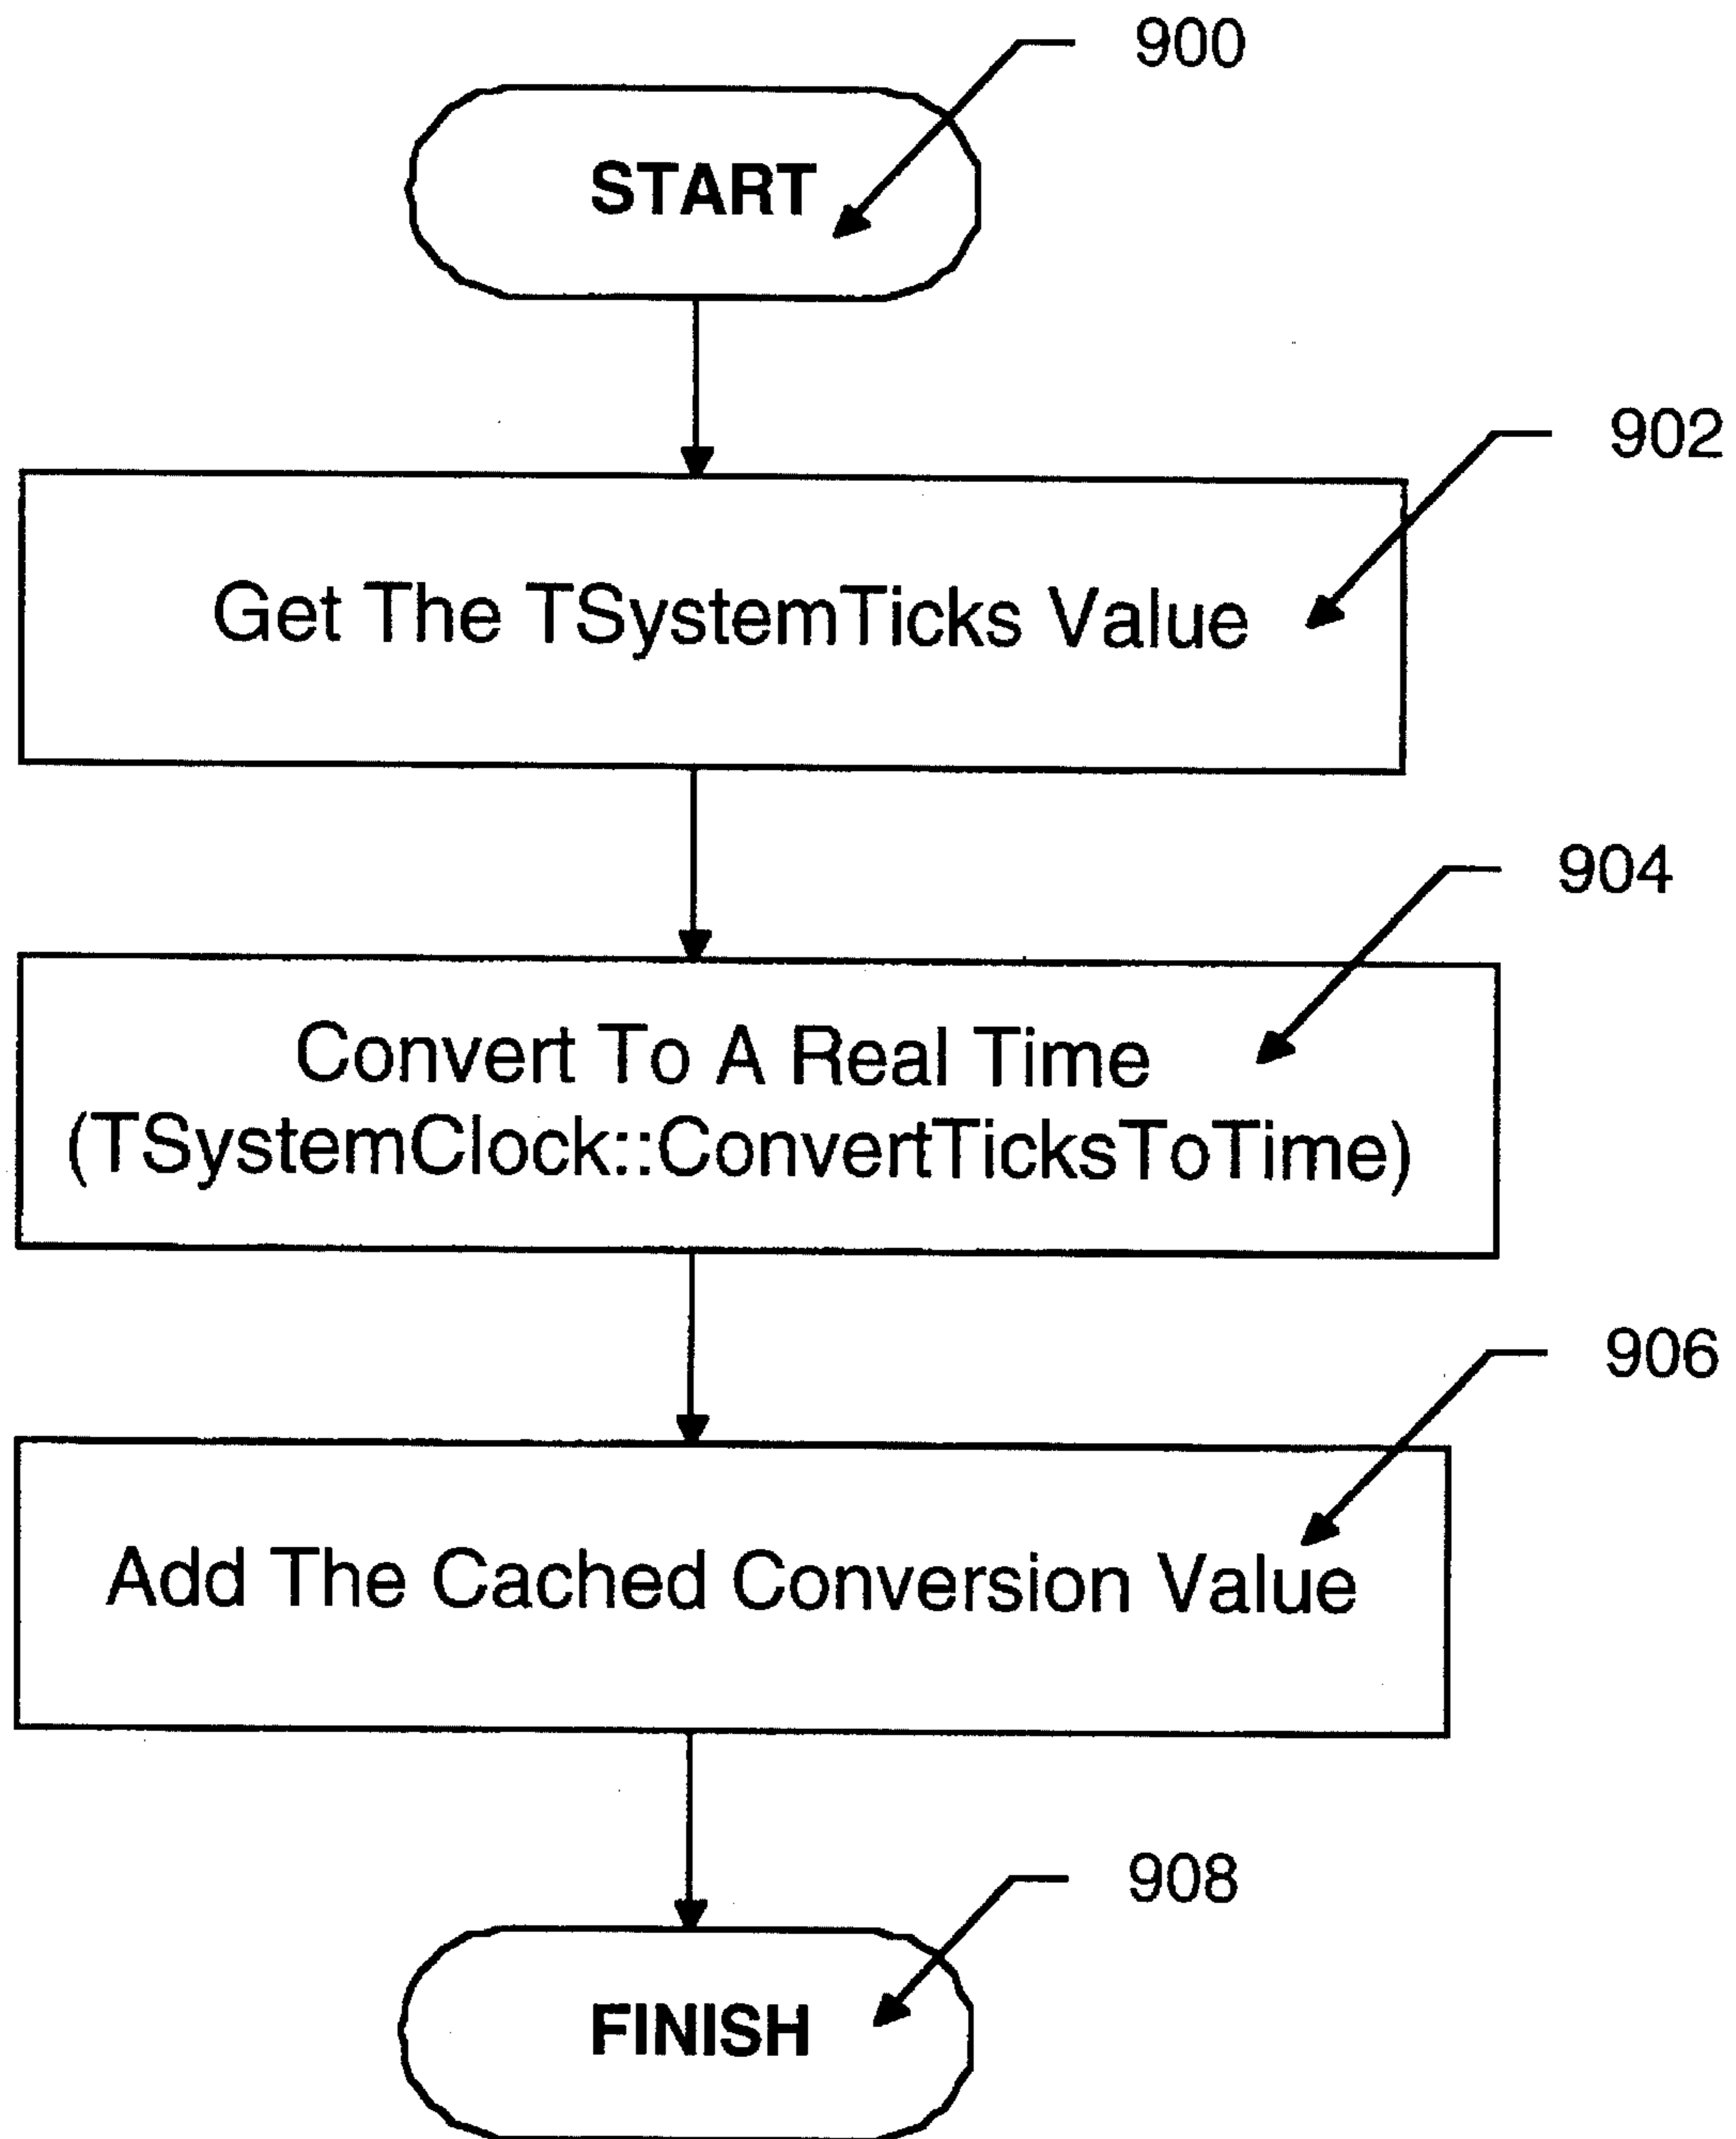 900
START
902
Get The TSystemTicks Value
904
Convert To A Real Time
(TSystemClock::ConvertTicksToTime)
906
Add The Cached Conversion Value
908
FINISH